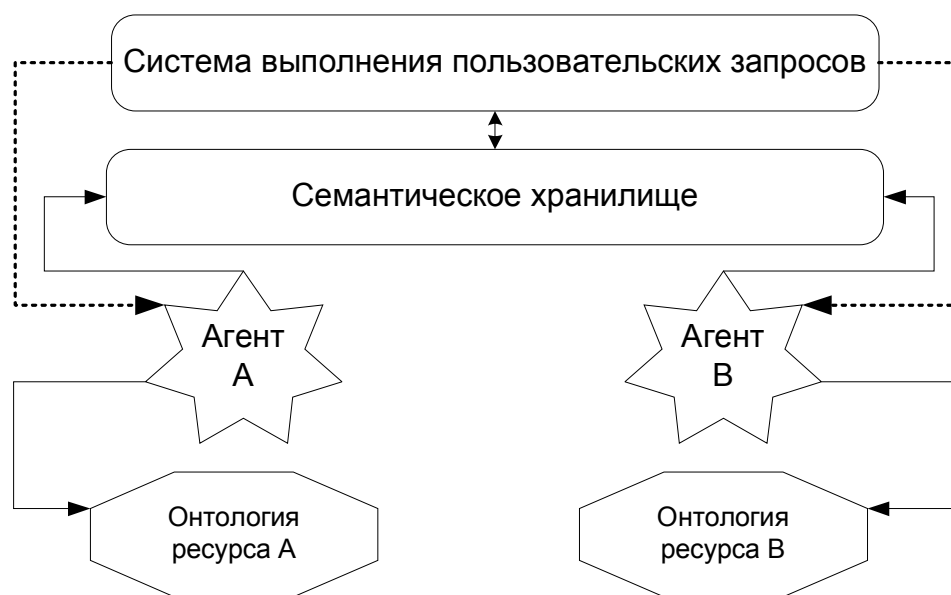 Система выполнения пользовательских запросов
Семантическое хранилище
Агент
А
Агент
В
Онтология
ресурса А
Онтология
ресурса В